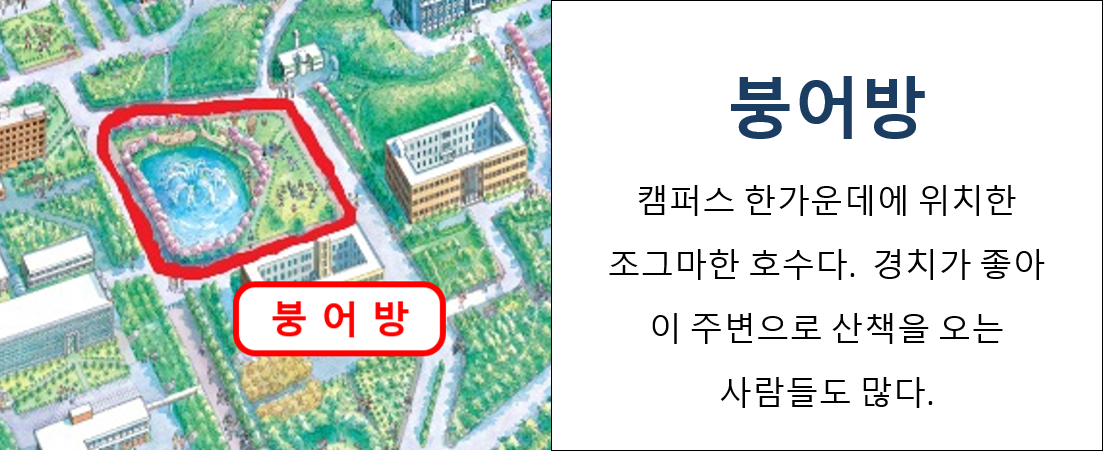 붕어방
붕어방
캠퍼스 한가운데에 위치한
조그마한 호수다. 경치가 좋아
이 주변으로 산책을 오는
사람들도 많다.